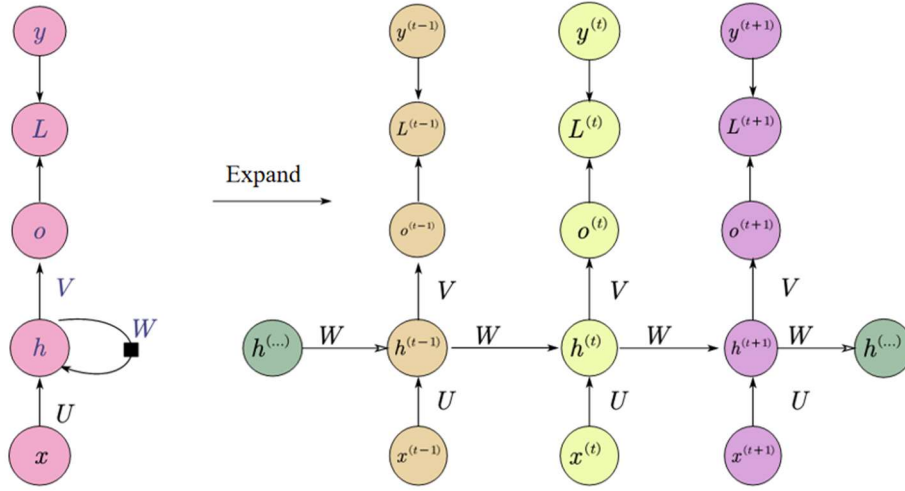 y y^{(t-1)} y^{(t)} y^{(t+1)}
L L^{(t-1)} L^{(t)} L^{(t+1)}
Expand
o o^{(t-1)} o^{(t)} o^{(t+1)}
V V V V
W W W W W
h h^{(...)} h^{(t-1)} h^{(t)} h^{(t+1)} h^{(...)}
U U U U
x x^{(t-1)} x^{(t)} x^{(t+1)}